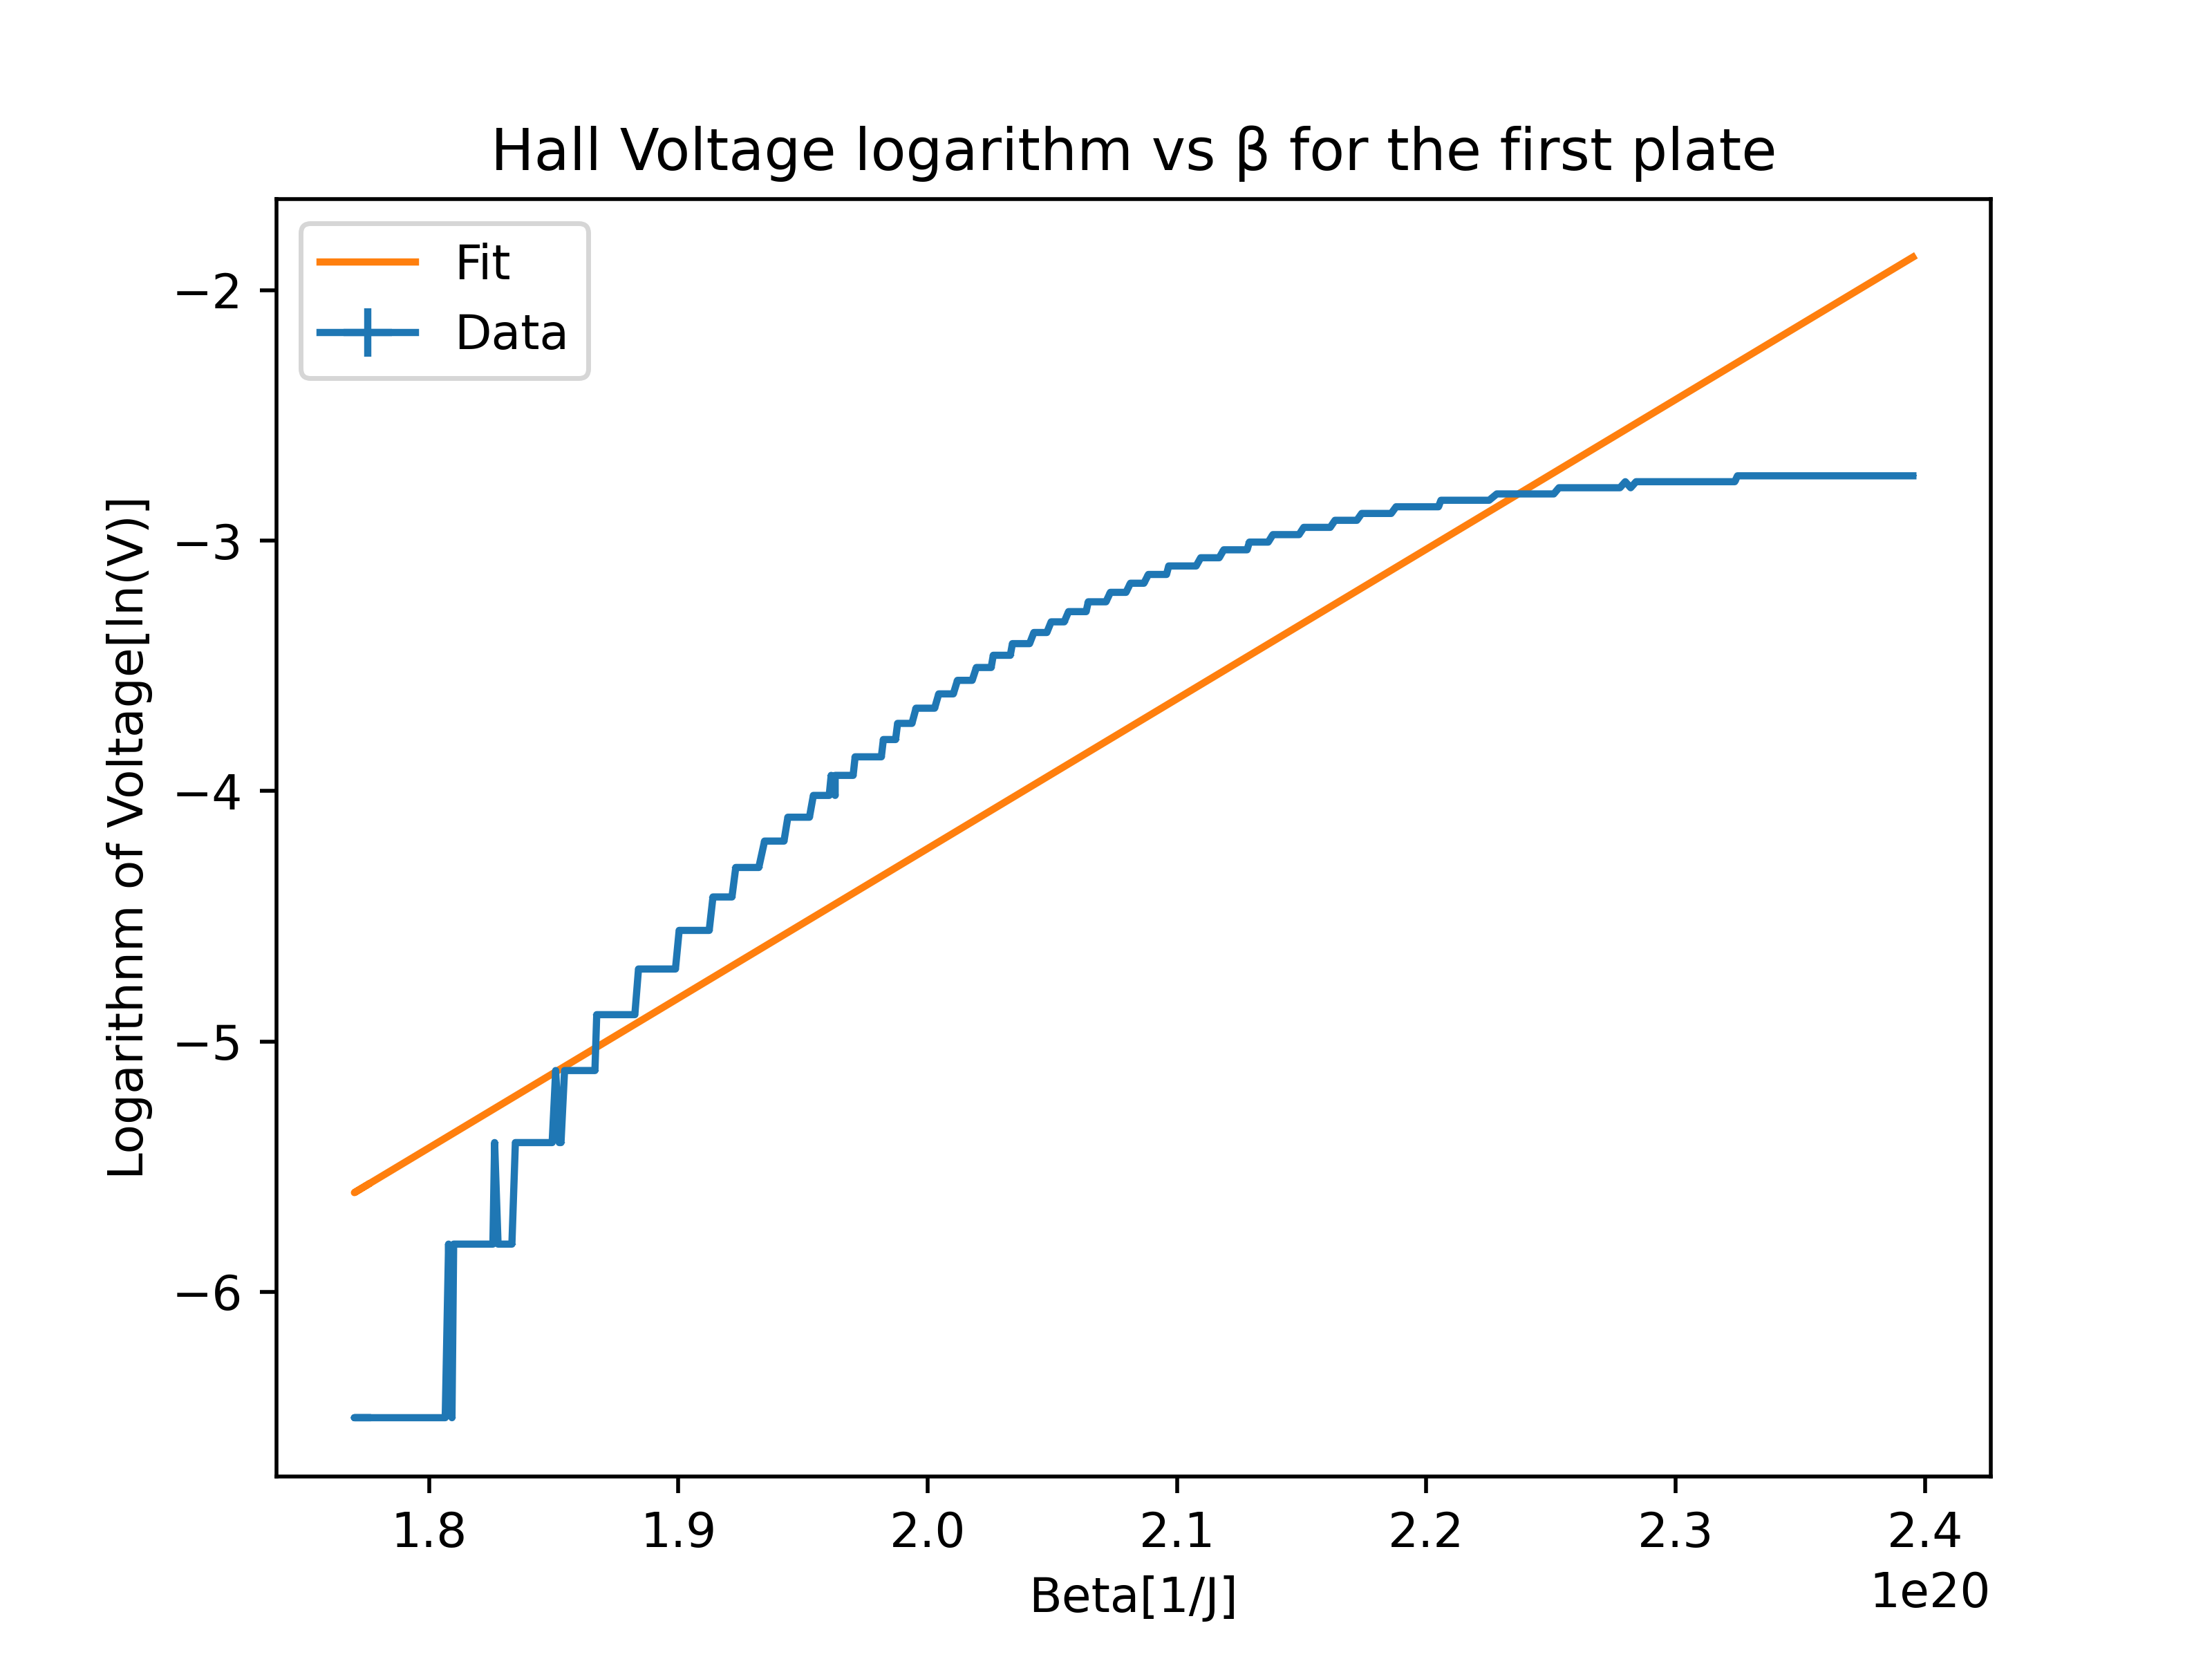 Hall Voltage logarithm vs β for the first plate
Fit
Data
−2
−3
−4
−5
−6
Logarithnm of Voltage[ln(V)]
1.8 1.9 2.0 2.1 2.2 2.3 2.4
1e20
Beta[1/J]